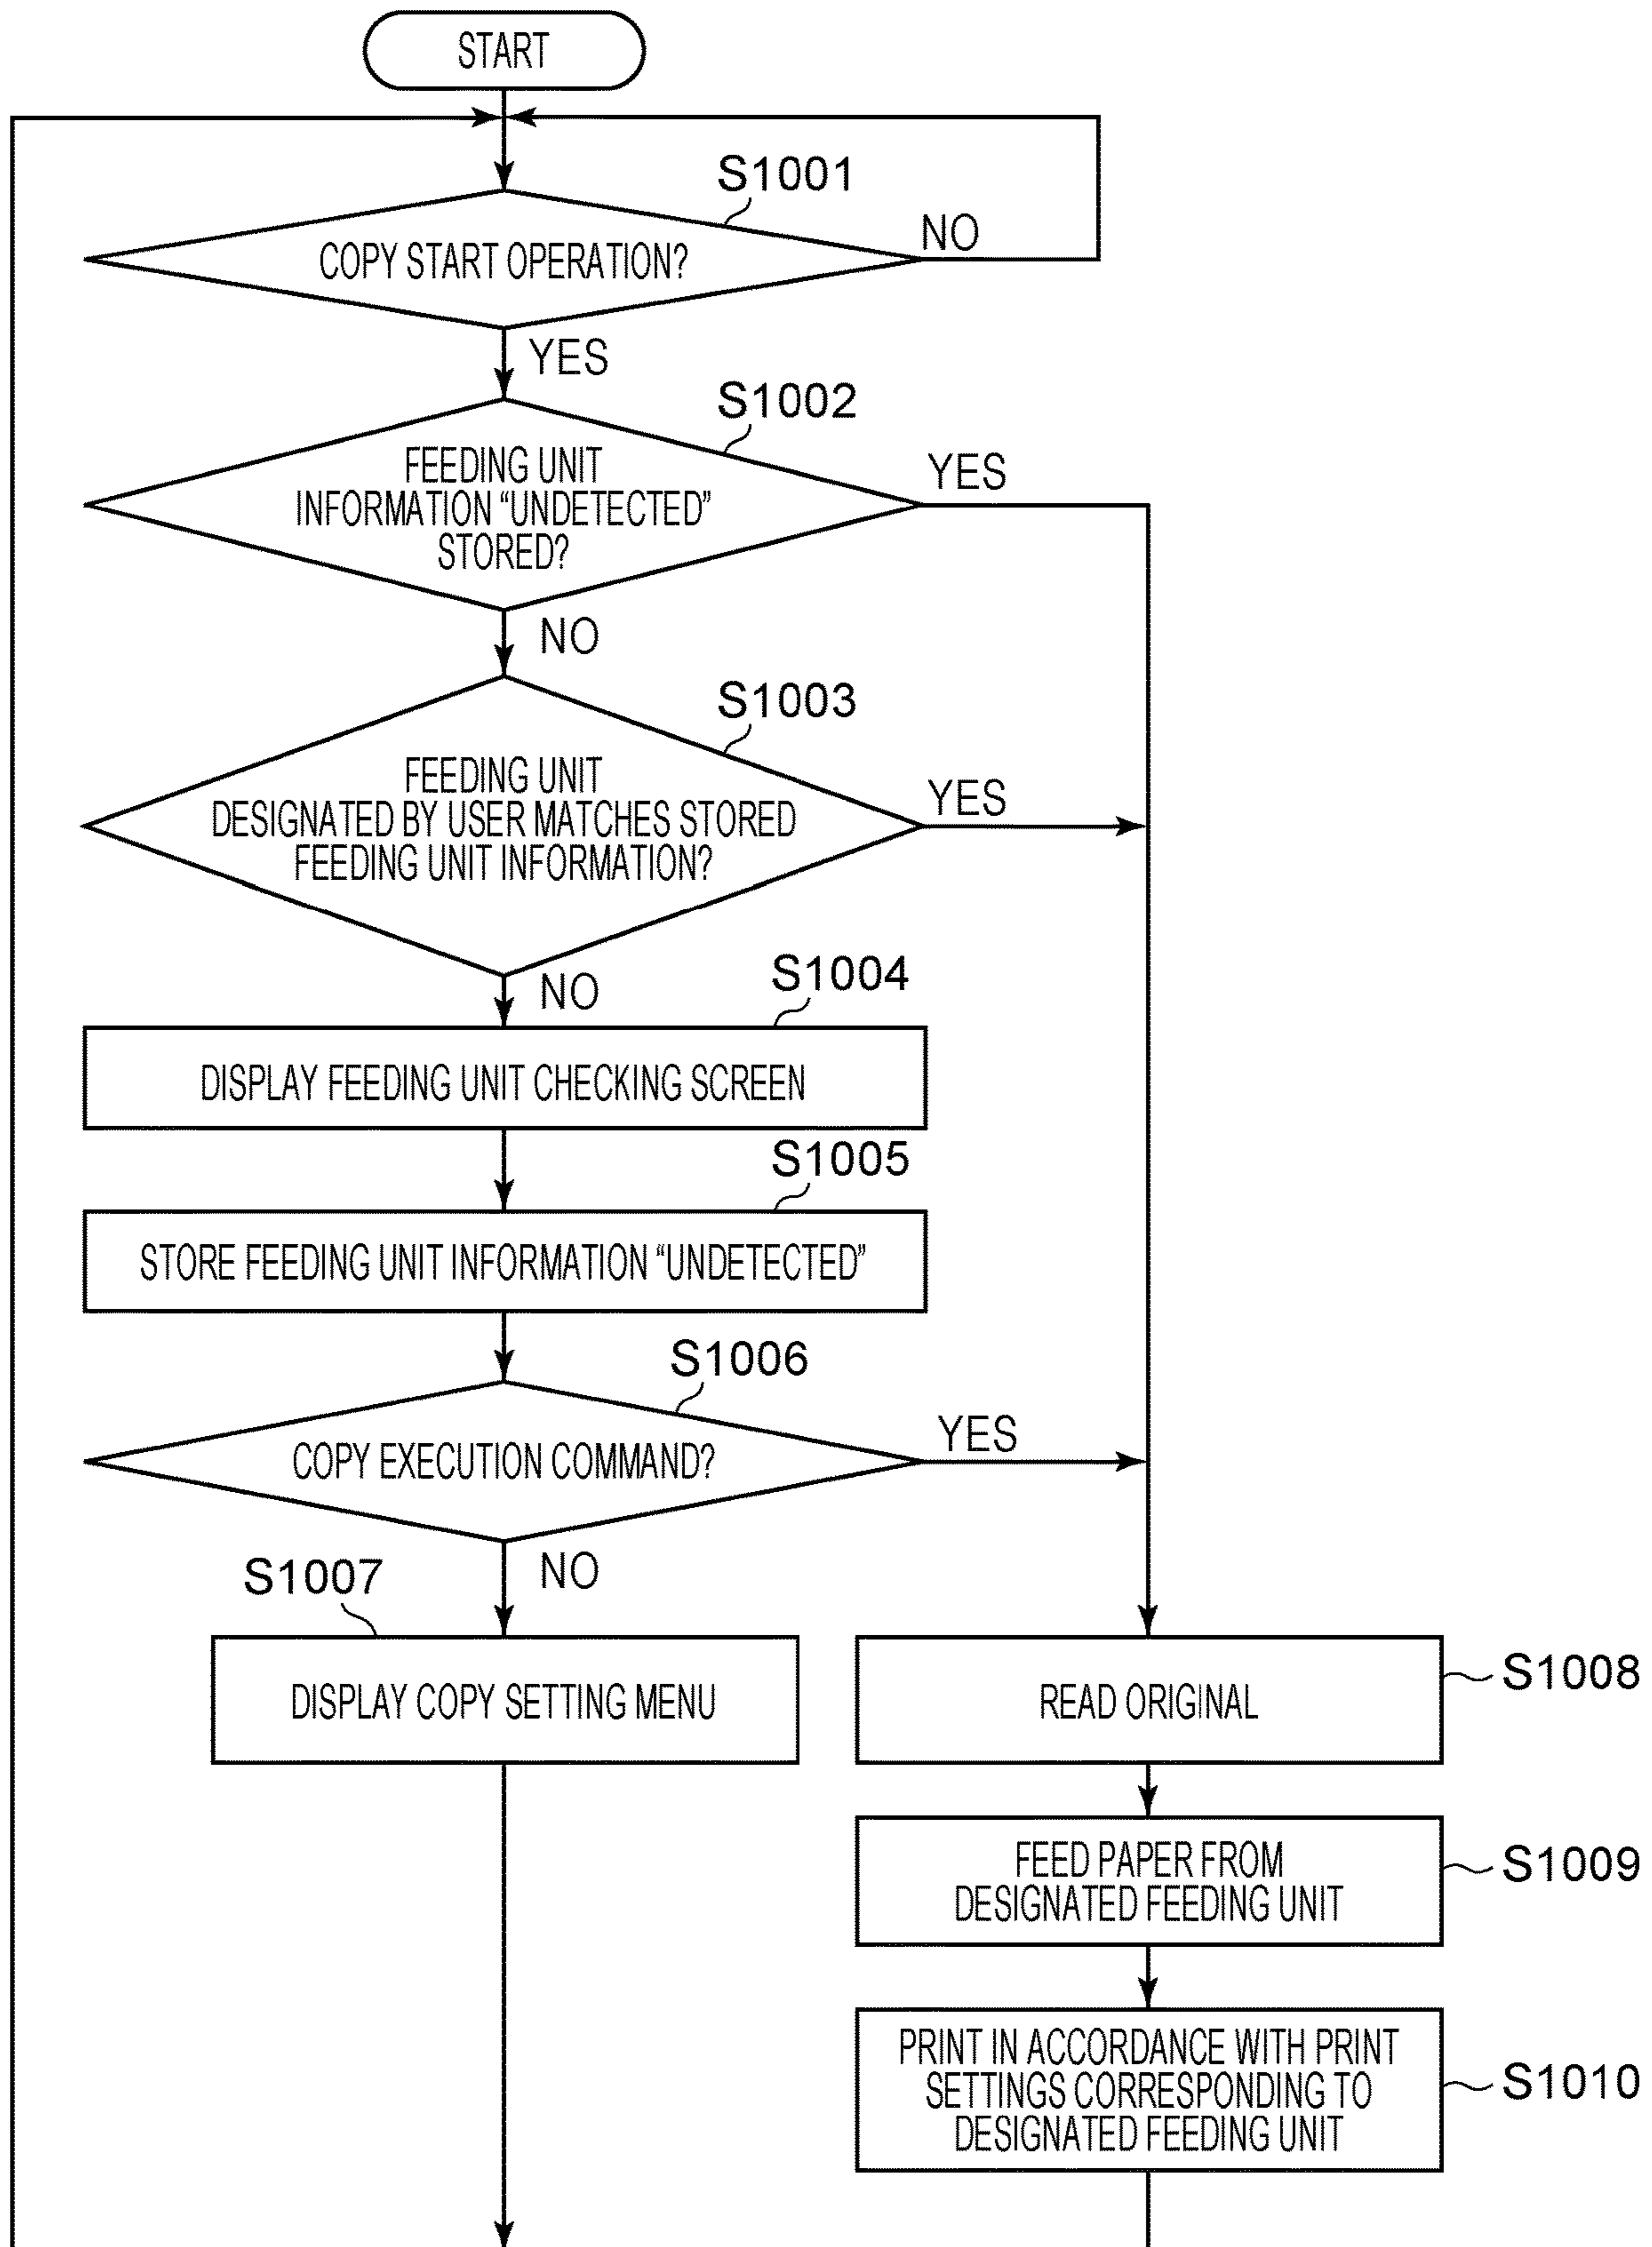 START
S1001
COPY START OPERATION?
NO
YES
S1002
FEEDING UNIT
INFORMATION “UNDETECTED”
STORED?
YES
NO
S1003
FEEDING UNIT
DESIGNATED BY USER MATCHES STORED
FEEDING UNIT INFORMATION?
YES
NO
S1004
DISPLAY FEEDING UNIT CHECKING SCREEN
S1005
STORE FEEDING UNIT INFORMATION “UNDETECTED”
S1006
COPY EXECUTION COMMAND?
YES
NO
S1007
DISPLAY COPY SETTING MENU
S1008
READ ORIGINAL
S1009
FEED PAPER FROM
DESIGNATED FEEDING UNIT
S1010
PRINT IN ACCORDANCE WITH PRINT
SETTINGS CORRESPONDING TO
DESIGNATED FEEDING UNIT